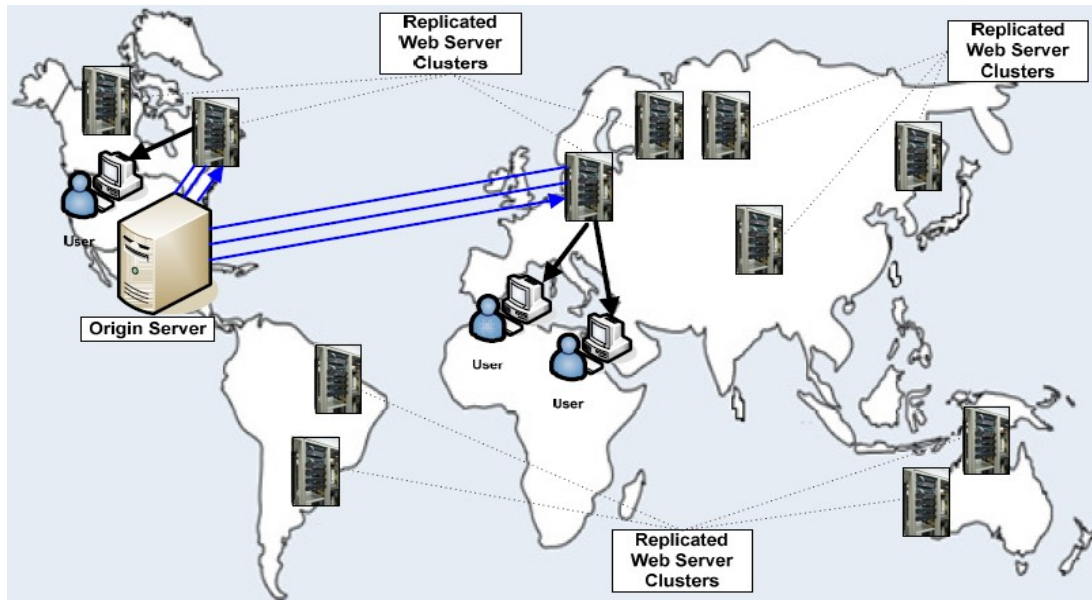 Replicated
Web Server
Clusters
Replicated
Web Server
Clusters
User
Origin Server
User
User
Replicated
Web Server
Clusters